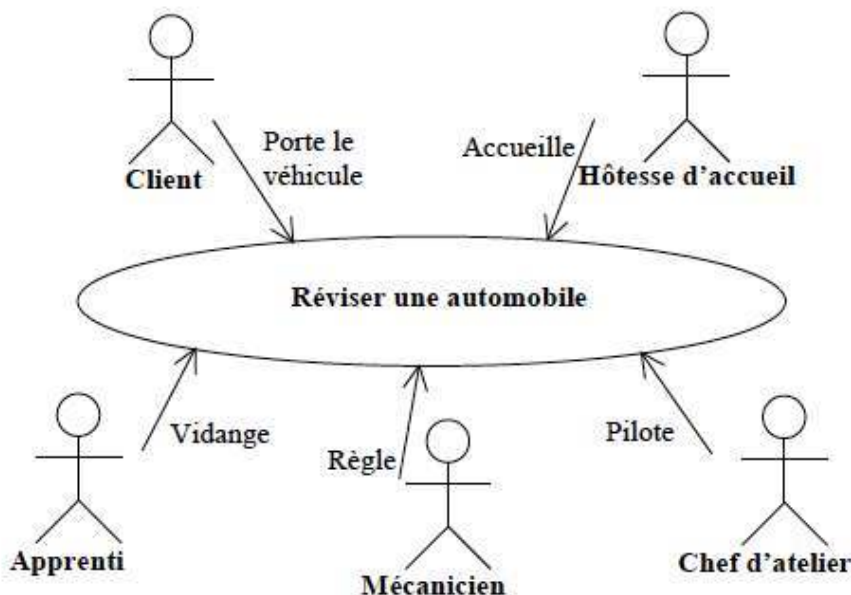 Porte le
véhicule
Accueille
Client
Hôtesse d'accueil
Réviser une automobile
Vidange
Règle
Pilote
Apprenti
Mécanicien
Chef d'atelier